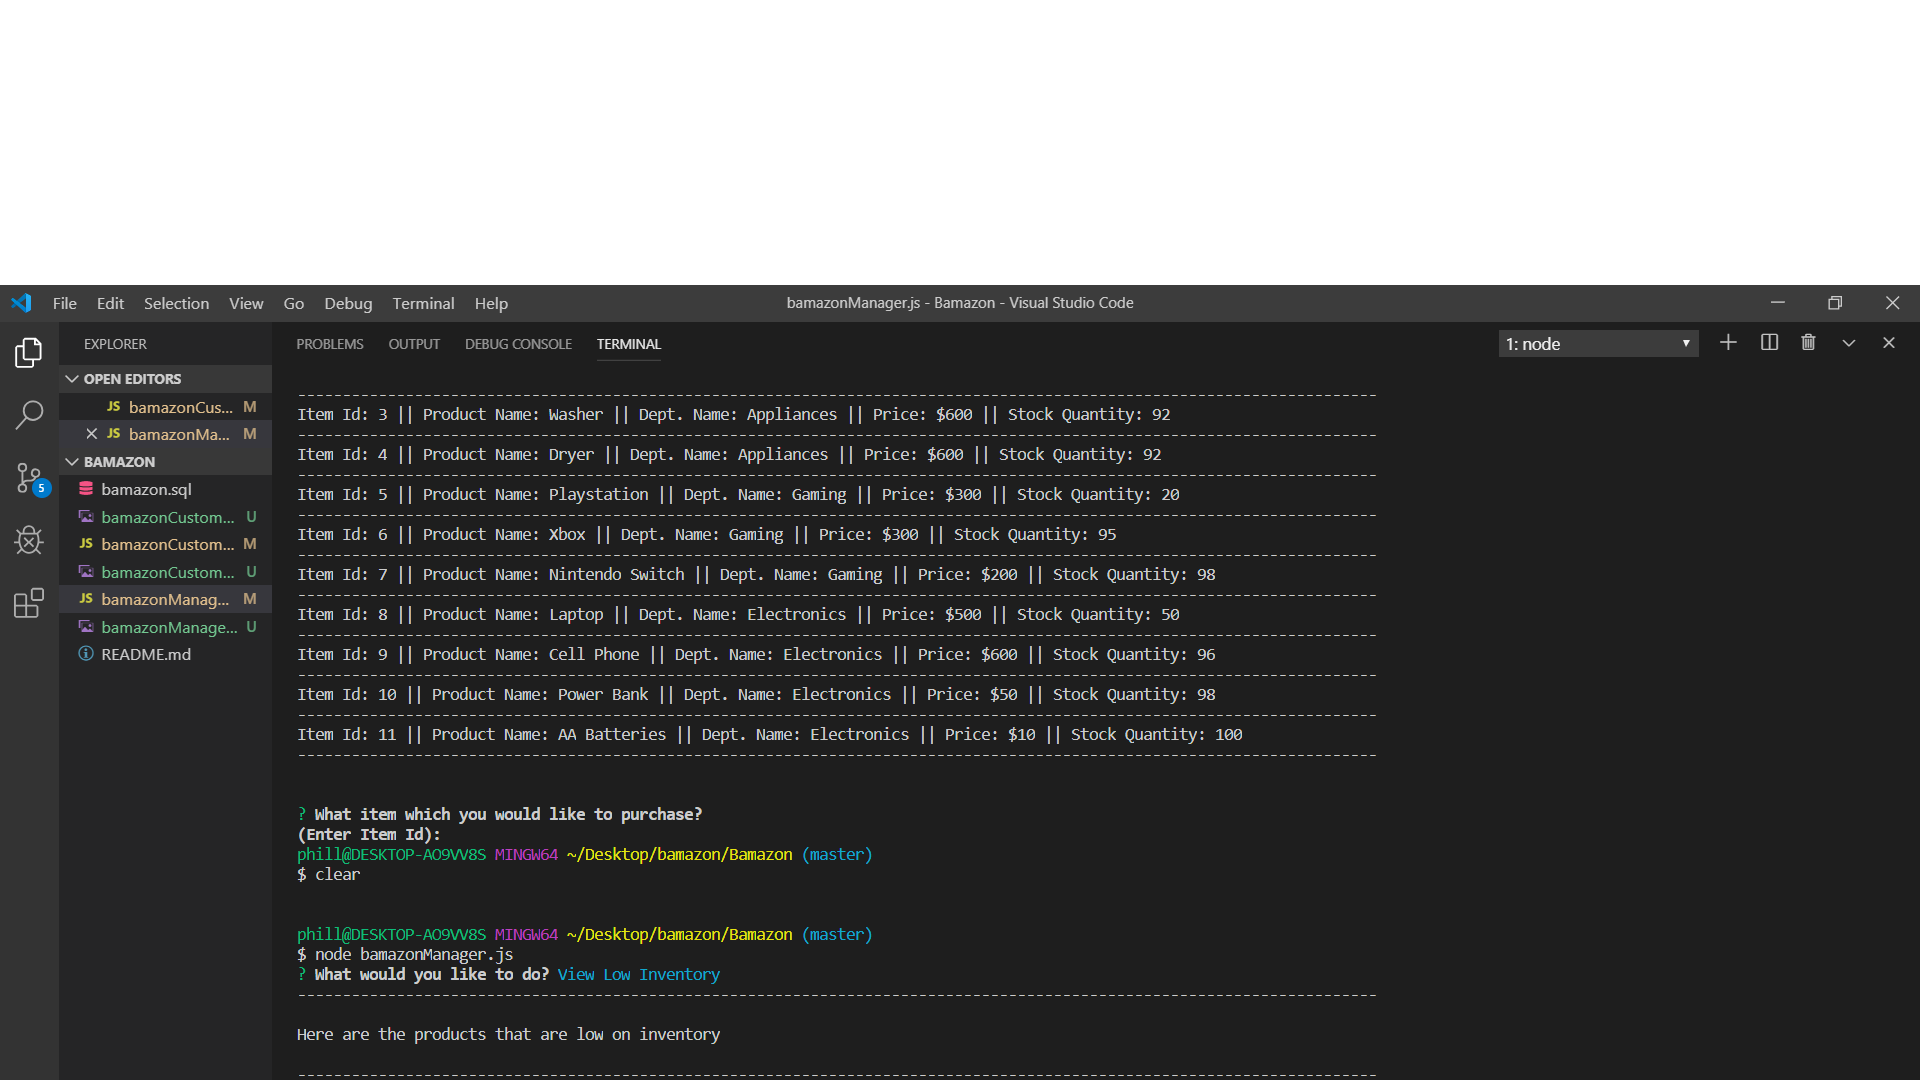 File Edit Selection View Go Debug Terminal Help
bamazonManager.js - Bamazon - Visual Studio Code
EXPLORER
OPEN EDITORS
JS bamazonCus... M
JS bamazonMa... M
BAMAZON
bamazon.sql
bamazonCustom... U
JS bamazonCustom... M
bamazonCustom... U
JS bamazonManag... M
bamazonManage... U
README.md
5
PROBLEMS OUTPUT DEBUG CONSOLE TERMINAL
1: node
------------------------------------------------------------------------------------------------------------------------
Item Id: 3 || Product Name: Washer || Dept. Name: Appliances || Price: $600 || Stock Quantity: 92
------------------------------------------------------------------------------------------------------------------------
Item Id: 4 || Product Name: Dryer || Dept. Name: Appliances || Price: $600 || Stock Quantity: 92
------------------------------------------------------------------------------------------------------------------------
Item Id: 5 || Product Name: Playstation || Dept. Name: Gaming || Price: $300 || Stock Quantity: 20
------------------------------------------------------------------------------------------------------------------------
Item Id: 6 || Product Name: Xbox || Dept. Name: Gaming || Price: $300 || Stock Quantity: 95
------------------------------------------------------------------------------------------------------------------------
Item Id: 7 || Product Name: Nintendo Switch || Dept. Name: Gaming || Price: $200 || Stock Quantity: 98
------------------------------------------------------------------------------------------------------------------------
Item Id: 8 || Product Name: Laptop || Dept. Name: Electronics || Price: $500 || Stock Quantity: 50
------------------------------------------------------------------------------------------------------------------------
Item Id: 9 || Product Name: Cell Phone || Dept. Name: Electronics || Price: $600 || Stock Quantity: 96
------------------------------------------------------------------------------------------------------------------------
Item Id: 10 || Product Name: Power Bank || Dept. Name: Electronics || Price: $50 || Stock Quantity: 98
------------------------------------------------------------------------------------------------------------------------
Item Id: 11 || Product Name: AA Batteries || Dept. Name: Electronics || Price: $10 || Stock Quantity: 100
------------------------------------------------------------------------------------------------------------------------
? What item which you would like to purchase?
(Enter Item Id):
phill@DESKTOP-AO9VV8S MINGW64 ~/Desktop/bamazon/Bamazon (master)
$ clear
phill@DESKTOP-AO9VV8S MINGW64 ~/Desktop/bamazon/Bamazon (master)
$ node bamazonManager.js
? What would you like to do? View Low Inventory
------------------------------------------------------------------------------------------------------------------------
Here are the products that are low on inventory
------------------------------------------------------------------------------------------------------------------------